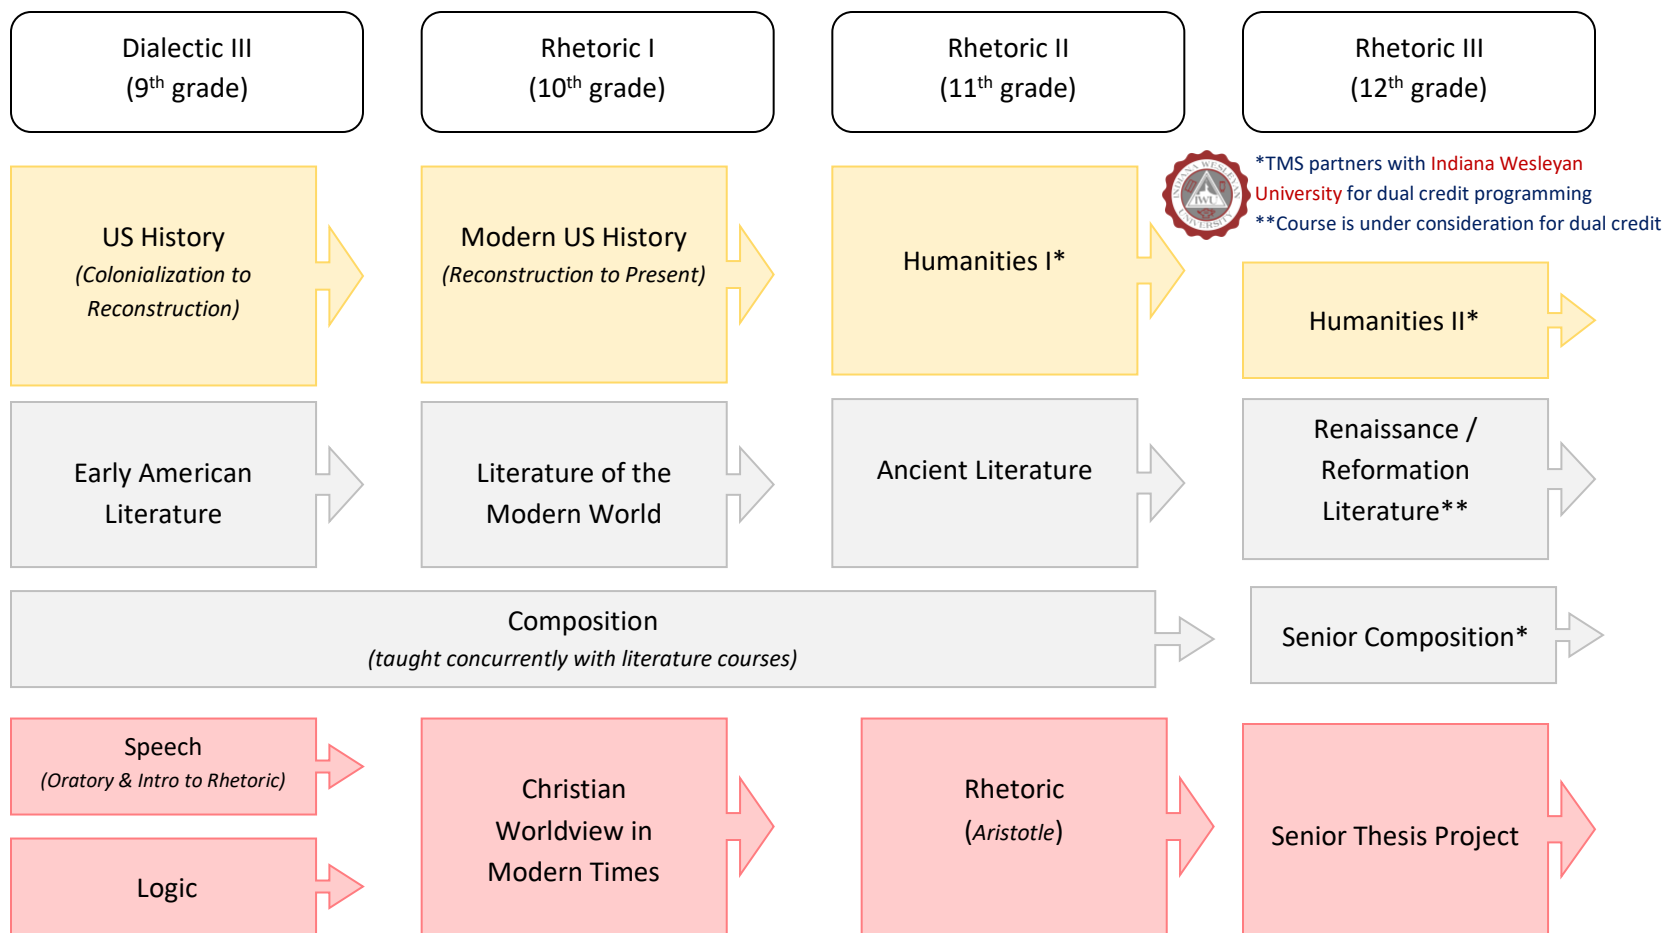 Dialectic III
(9th grade)
Rhetoric I
(10th grade)
Rhetoric II
(11th grade)
Rhetoric III
(12th grade)
*TMS partners with Indiana Wesleyan
University for dual credit programming
**Course is under consideration for dual credit
INDIANA WESLEYAN
IWU
UNIVERSITY
US History
(Colonialization to
Reconstruction)
Modern US History
(Reconstruction to Present)
Humanities I*
Humanities II*
Early American
Literature
Literature of the
Modern World
Ancient Literature
Renaissance /
Reformation
Literature**
Composition
(taught concurrently with literature courses)
Senior Composition*
Speech
(Oratory & Intro to Rhetoric)
Logic
Christian
Worldview in
Modern Times
Rhetoric
(Aristotle)
Senior Thesis Project